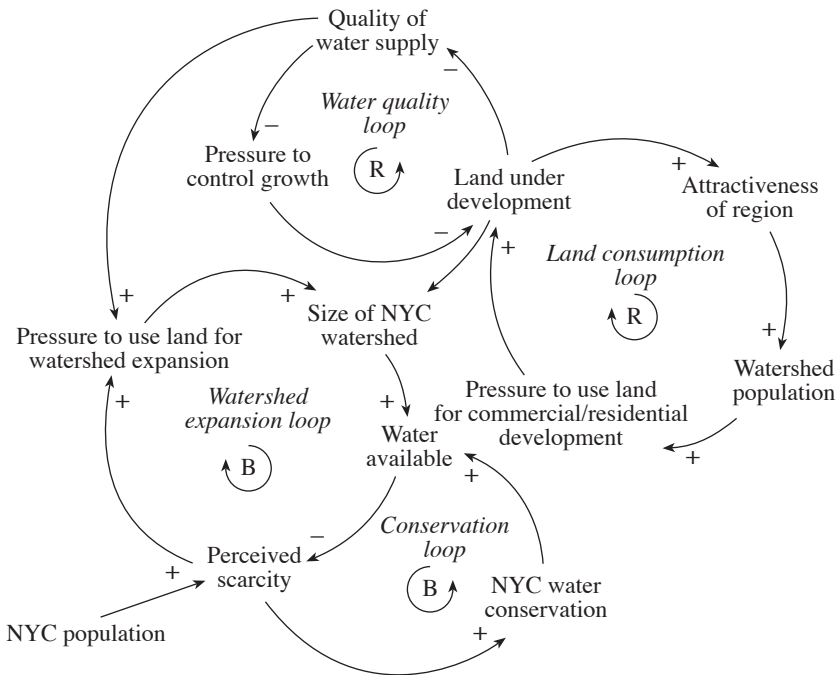 Quality of
water supply
−
Water quality
loop
−
Pressure to
control growth
R
Land under
development
+
Attractiveness
of region
−
+
Land consumption
loop
+
+
Size of NYC
watershed
R
+
Pressure to use land for
watershed expansion
Watershed
population
+
Watershed
expansion loop
+
Pressure to use land
for commercial/residential
development
Water
available
+
B
+
−
Conservation
loop
Perceived
scarcity
+
B
NYC water
conservation
NYC population
+